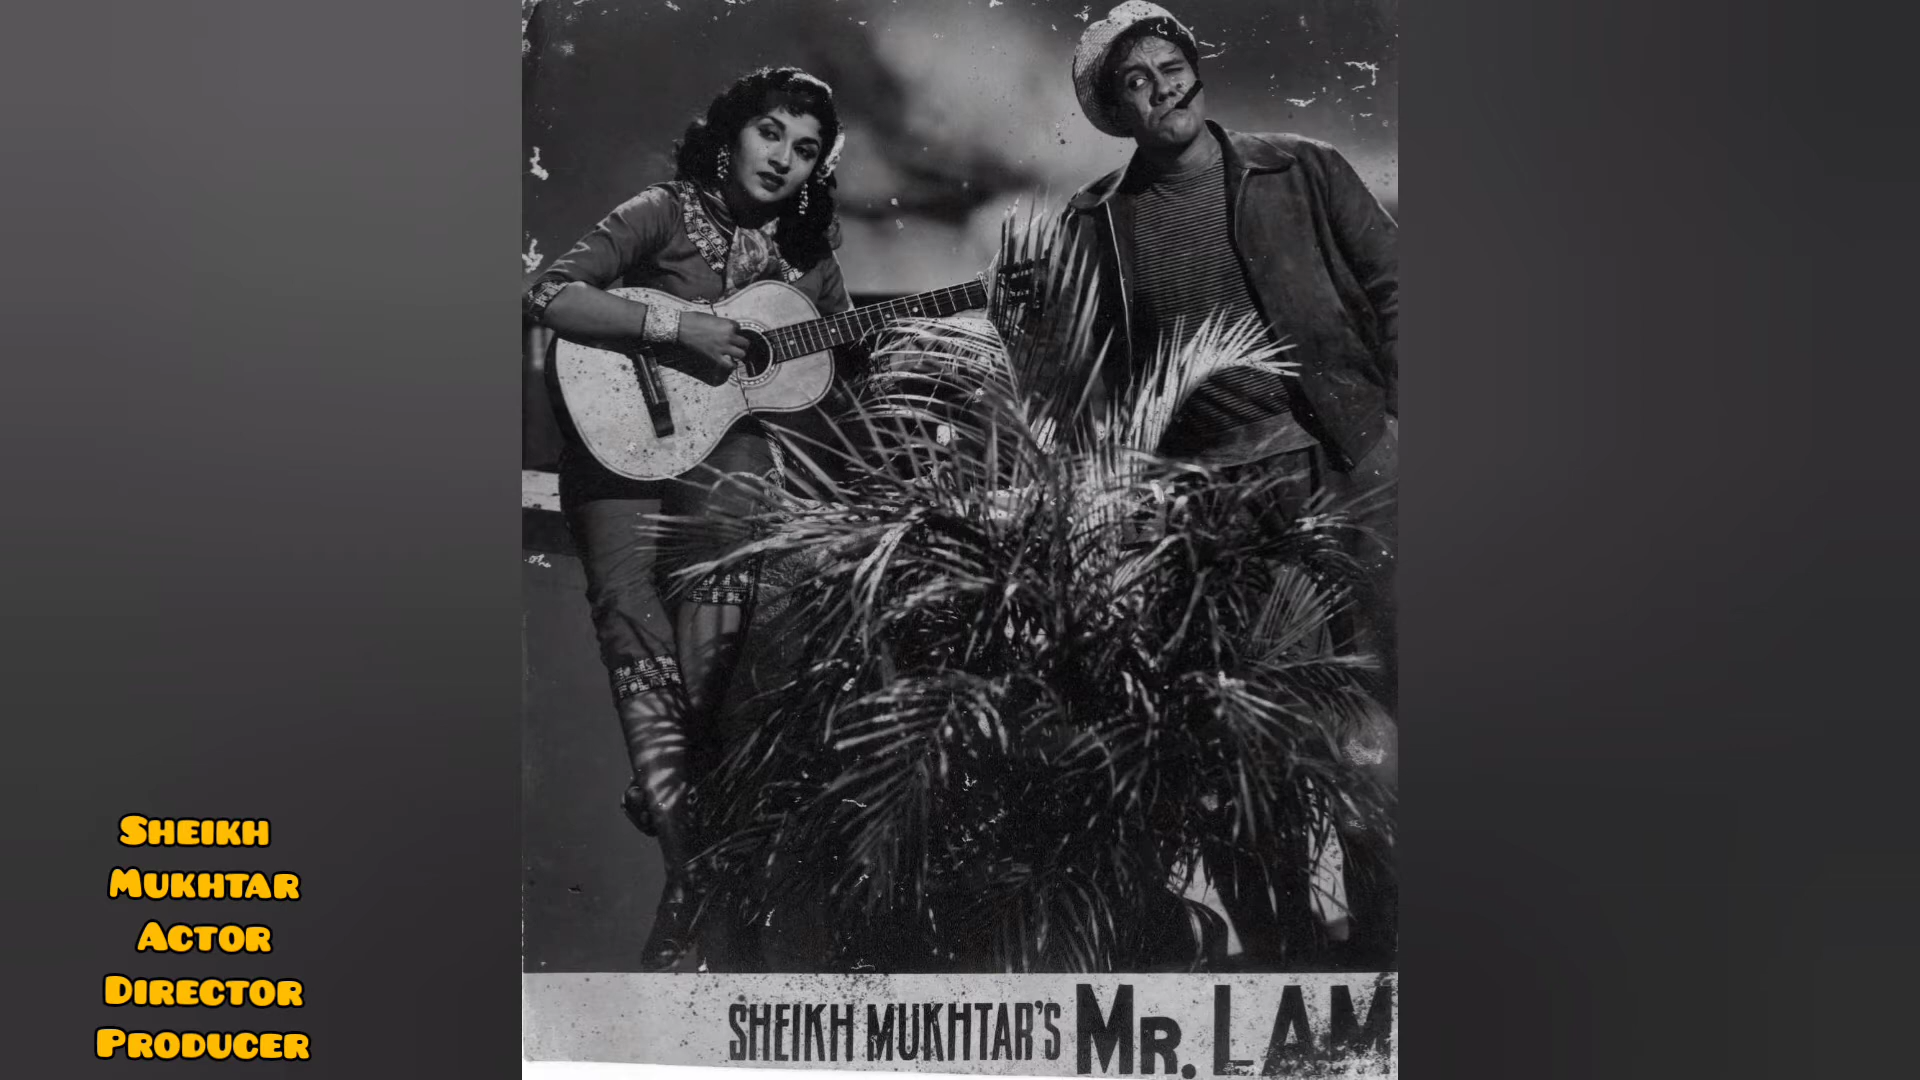 SHEIKH
MUKHTAR
ACTOR
DIRECTOR
PRODUCER
SHEIKH MUKHTAR'S MR. LAM